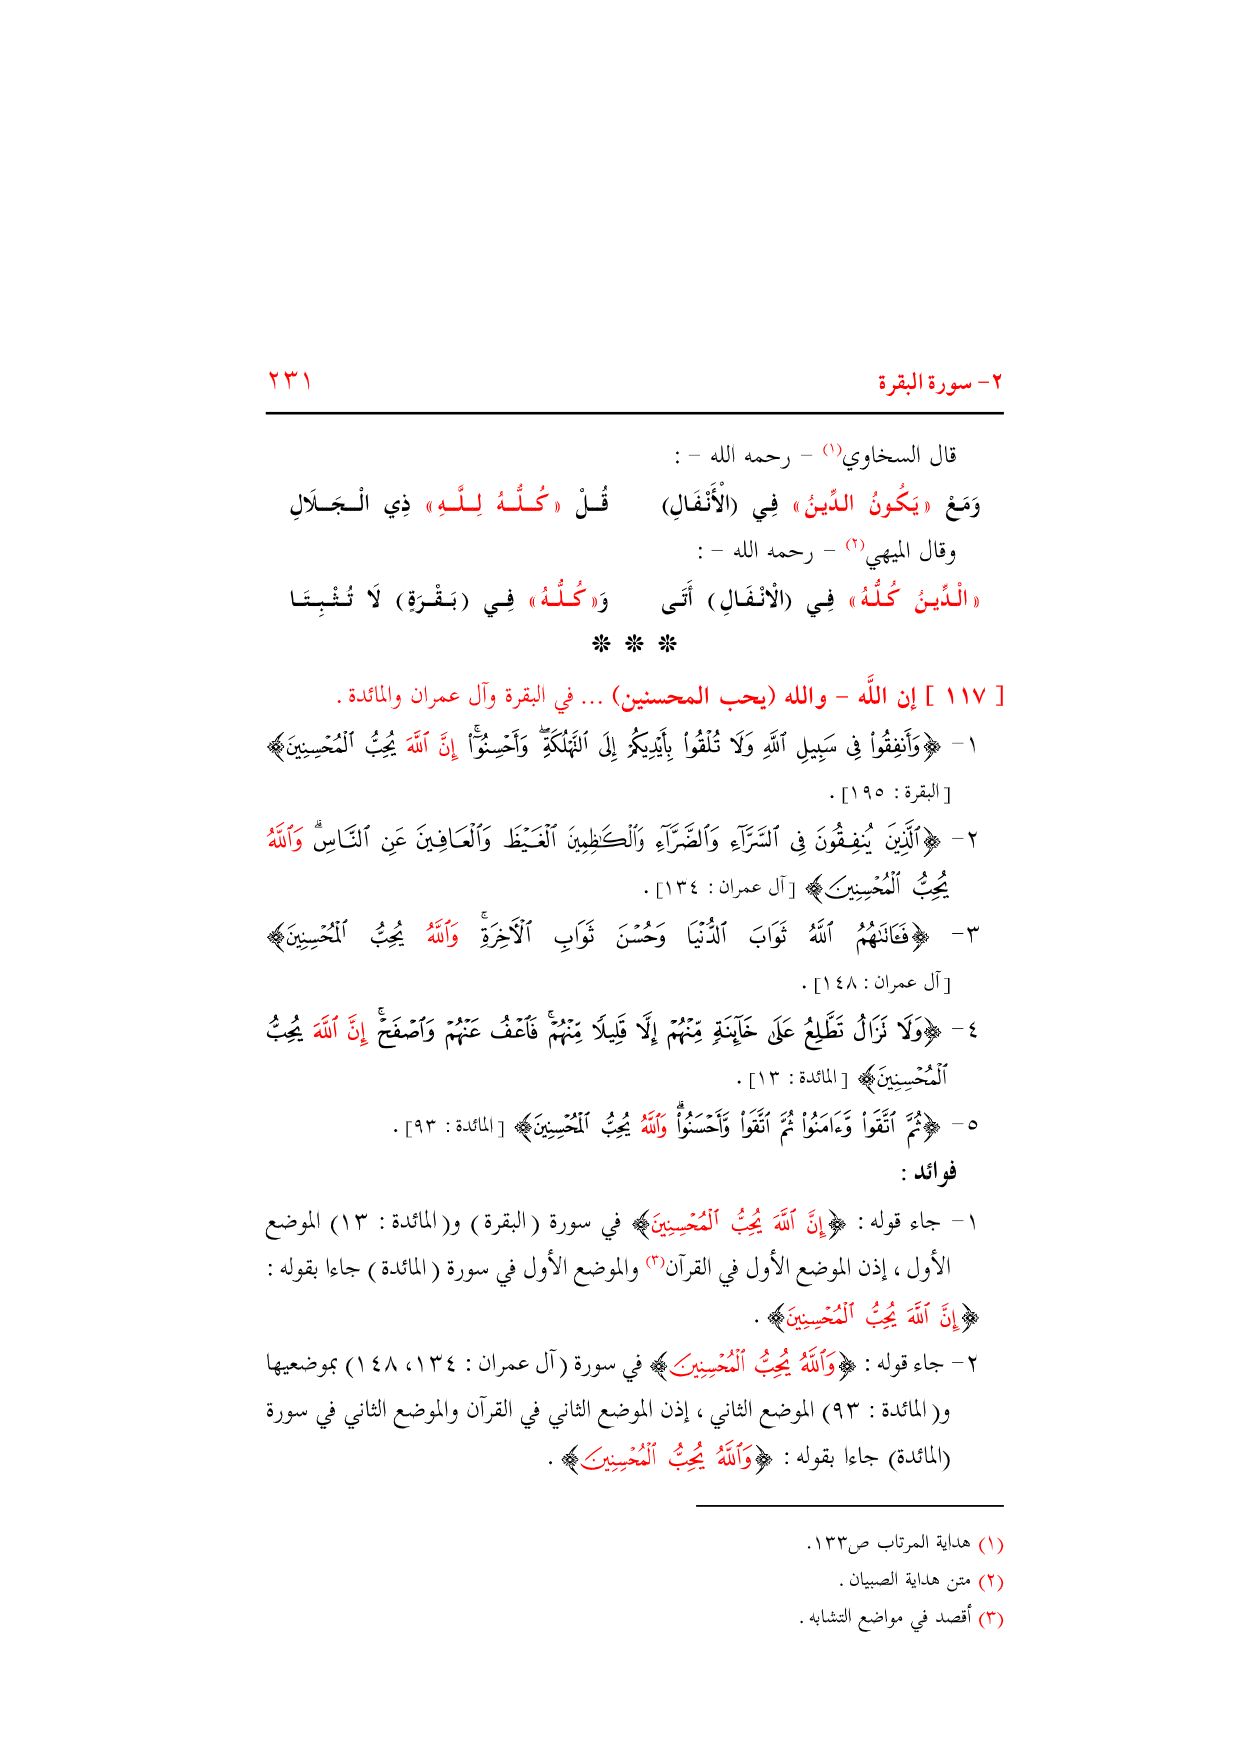 ٢- سورة البقرة ٢٣١
قال السخاوي(١) – رحمه الله – :
وَمَعْ «يَكُونُ الدِّينُ» فِي (الْأَنْفَالِ) قُلْ «كُلُّهُ لِلَّهِ» ذِي الْجَلَالِ
وقال الميهي(٢) – رحمه الله – :
«الْدِّينُ كُلُّهُ» فِي (الْانْفَالِ) أَتَى وَ«كُلُّهُ» فِي (بَقْرَةٍ) لَا تُثْبِتَا
❋ ❋ ❋
[ ١١٧ ] إن اللَّه – والله (يحب المحسنين) ... في البقرة وآل عمران والمائدة .
١- ﴿وَأَنفِقُوا۟ فِى سَبِيلِ ٱللَّهِ وَلَا تُلْقُوا۟ بِأَيْدِيكُمْ إِلَى ٱلتَّهْلُكَةِ ۖ وَأَحْسِنُوٓا۟ ۛ إِنَّ ٱللَّهَ يُحِبُّ ٱلْمُحْسِنِينَ﴾
[البقرة : ١٩٥] .
٢- ﴿ٱلَّذِينَ يُنفِقُونَ فِى ٱلسَّرَّآءِ وَٱلضَّرَّآءِ وَٱلْكَـٰظِمِينَ ٱلْغَيْظَ وَٱلْعَافِينَ عَنِ ٱلنَّاسِ ۗ وَٱللَّهُ
يُحِبُّ ٱلْمُحْسِنِينَ﴾ [آل عمران : ١٣٤] .
٣- ﴿فَـَٔاتَىٰهُمُ ٱللَّهُ ثَوَابَ ٱلدُّنْيَا وَحُسْنَ ثَوَابِ ٱلْـَٔاخِرَةِ ۗ وَٱللَّهُ يُحِبُّ ٱلْمُحْسِنِينَ﴾
[آل عمران : ١٤٨] .
٤- ﴿وَلَا تَزَالُ تَطَّلِعُ عَلَىٰ خَآئِنَةٍ مِّنْهُمْ إِلَّا قَلِيلًا مِّنْهُمْ ۖ فَٱعْفُ عَنْهُمْ وَٱصْفَحْ ۚ إِنَّ ٱللَّهَ يُحِبُّ
ٱلْمُحْسِنِينَ﴾ [المائدة : ١٣] .
٥- ﴿ثُمَّ ٱتَّقَوا۟ وَّءَامَنُوا۟ ثُمَّ ٱتَّقَوا۟ وَّأَحْسَنُوا۟ ۗ وَٱللَّهُ يُحِبُّ ٱلْمُحْسِنِينَ﴾ [المائدة : ٩٣] .
فوائد :
١- جاء قوله : ﴿إِنَّ ٱللَّهَ يُحِبُّ ٱلْمُحْسِنِينَ﴾ في سورة (البقرة) و(المائدة : ١٣) الموضع
الأول ، إذن الموضع الأول في القرآن(٣) والموضع الأول في سورة (المائدة) جاءا بقوله :
﴿إِنَّ ٱللَّهَ يُحِبُّ ٱلْمُحْسِنِينَ﴾ .
٢- جاء قوله : ﴿وَٱللَّهُ يُحِبُّ ٱلْمُحْسِنِينَ﴾ في سورة (آل عمران : ١٣٤، ١٤٨) بموضعيها
و(المائدة : ٩٣) الموضع الثاني ، إذن الموضع الثاني في القرآن والموضع الثاني في سورة
(المائدة) جاءا بقوله : ﴿وَٱللَّهُ يُحِبُّ ٱلْمُحْسِنِينَ﴾ .
(١) هداية المرتاب ص١٣٣.
(٢) متن هداية الصبيان .
(٣) أقصد في مواضع التشابه .